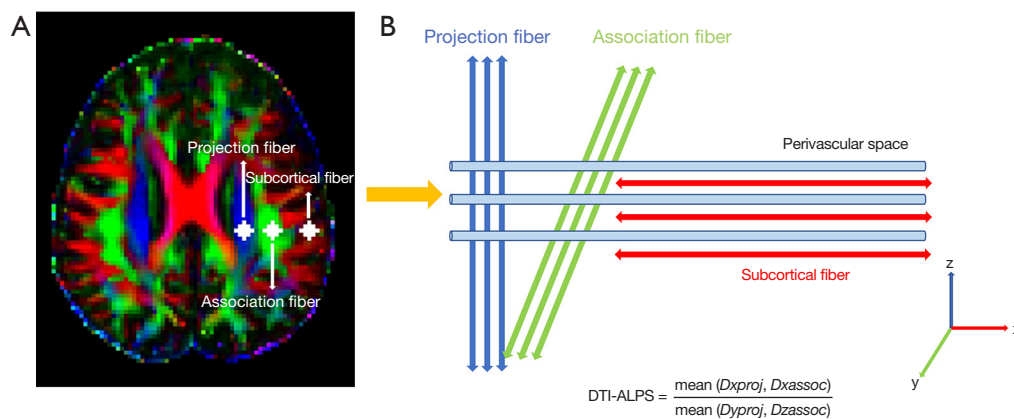 A
Projection fiber
Subcortical fiber
Association fiber
B
Projection fiber
Association fiber
Perivascular space
Subcortical fiber
z
y
DTI-ALPS = mean (Dxproj, Dxassoc)
mean (Dyproj, Dzassoc)